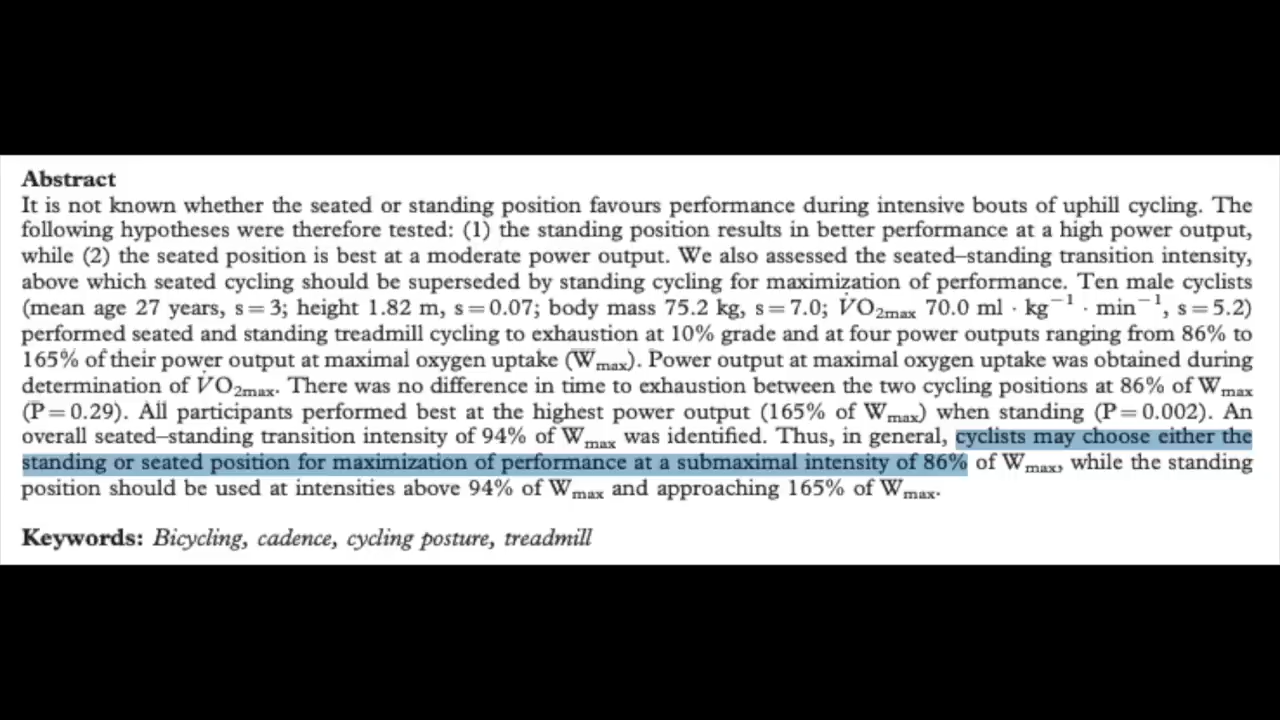 Abstract
It is not known whether the seated or standing position favours performance during intensive bouts of uphill cycling. The
following hypotheses were therefore tested: (1) the standing position results in better performance at a high power output,
while (2) the seated position is best at a moderate power output. We also assessed the seated–standing transition intensity,
above which seated cycling should be superseded by standing cycling for maximization of performance. Ten male cyclists
(mean age 27 years, s=3; height 1.82 m, s=0.07; body mass 75.2 kg, s=7.0; V̇O₂max 70.0 ml · kg⁻¹ · min⁻¹, s=5.2)
performed seated and standing treadmill cycling to exhaustion at 10% grade and at four power outputs ranging from 86% to
165% of their power output at maximal oxygen uptake (Wmax). Power output at maximal oxygen uptake was obtained during
determination of V̇O₂max. There was no difference in time to exhaustion between the two cycling positions at 86% of Wmax
(P=0.29). All participants performed best at the highest power output (165% of Wmax) when standing (P=0.002). An
overall seated–standing transition intensity of 94% of Wmax was identified. Thus, in general, cyclists may choose either the
standing or seated position for maximization of performance at a submaximal intensity of 86% of Wmax, while the standing
position should be used at intensities above 94% of Wmax and approaching 165% of Wmax.
Keywords: Bicycling, cadence, cycling posture, treadmill